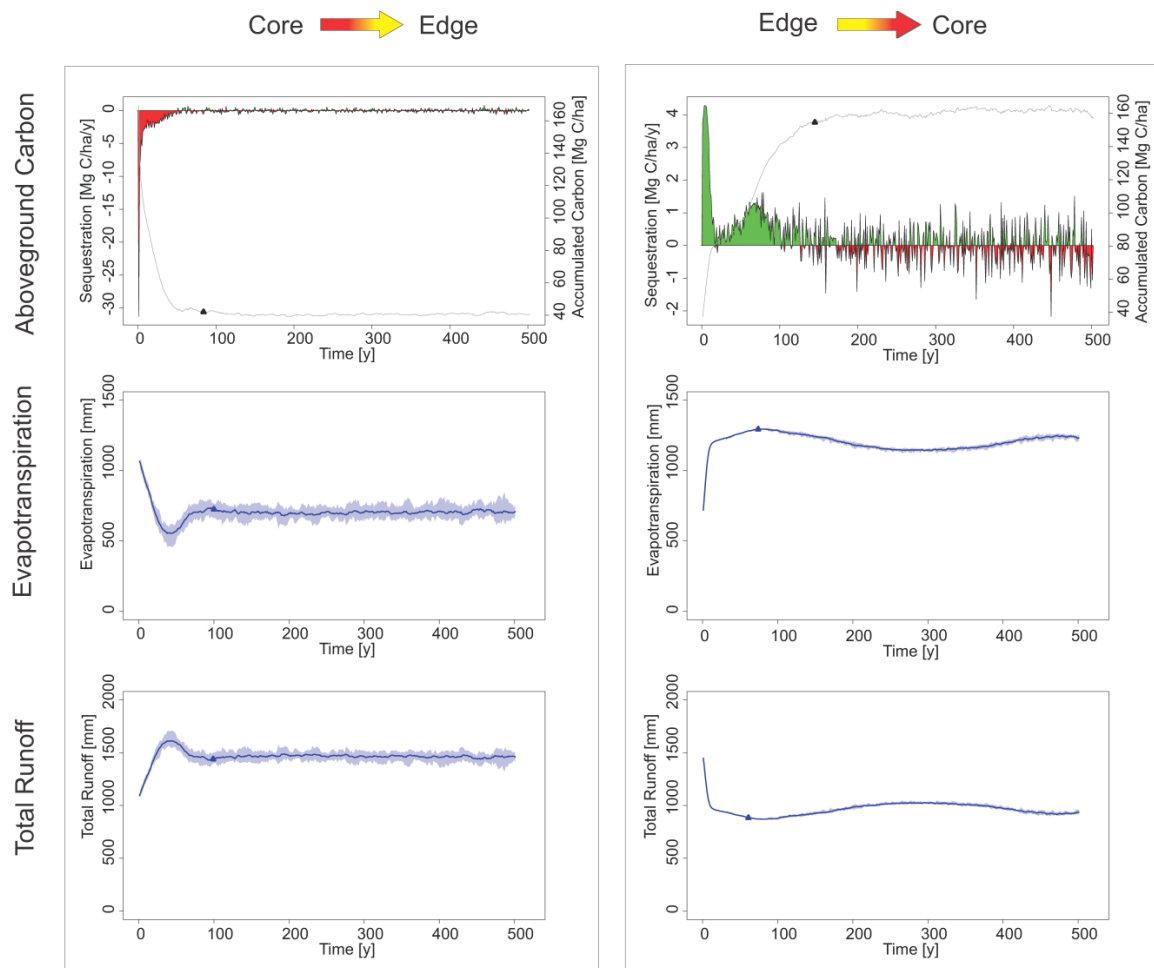 Core Edge
Edge Core
Aboveground Carbon
Sequestration [Mg C/ha/y]
0
-5
-10
-15
-20
-25
-30
160
140
120
100
80
60
40
Accumulated Carbon [Mg C/ha]
0 100 200 300 400 500
Time [y]
Sequestration [Mg C/ha/y]
4
3
2
1
0
-1
-2
160
140
120
100
80
60
40
Accumulated Carbon [Mg C/ha]
0 100 200 300 400 500
Time [y]
Evapotranspiration
Evapotranspiration [mm]
1500
1000
500
0
0 100 200 300 400 500
Time [y]
Evapotranspiration [mm]
1500
1000
500
0
0 100 200 300 400 500
Time [y]
Total Runoff
Total Runoff [mm]
2000
1500
1000
500
0
0 100 200 300 400 500
Time [y]
Total Runoff [mm]
2000
1500
1000
500
0
0 100 200 300 400 500
Time [y]